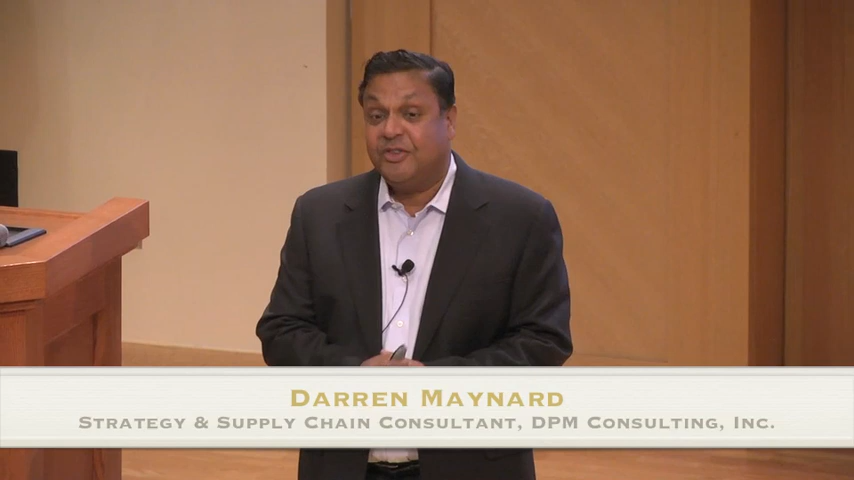 Darren Maynard
Strategy & Supply Chain Consultant, DPM Consulting, Inc.